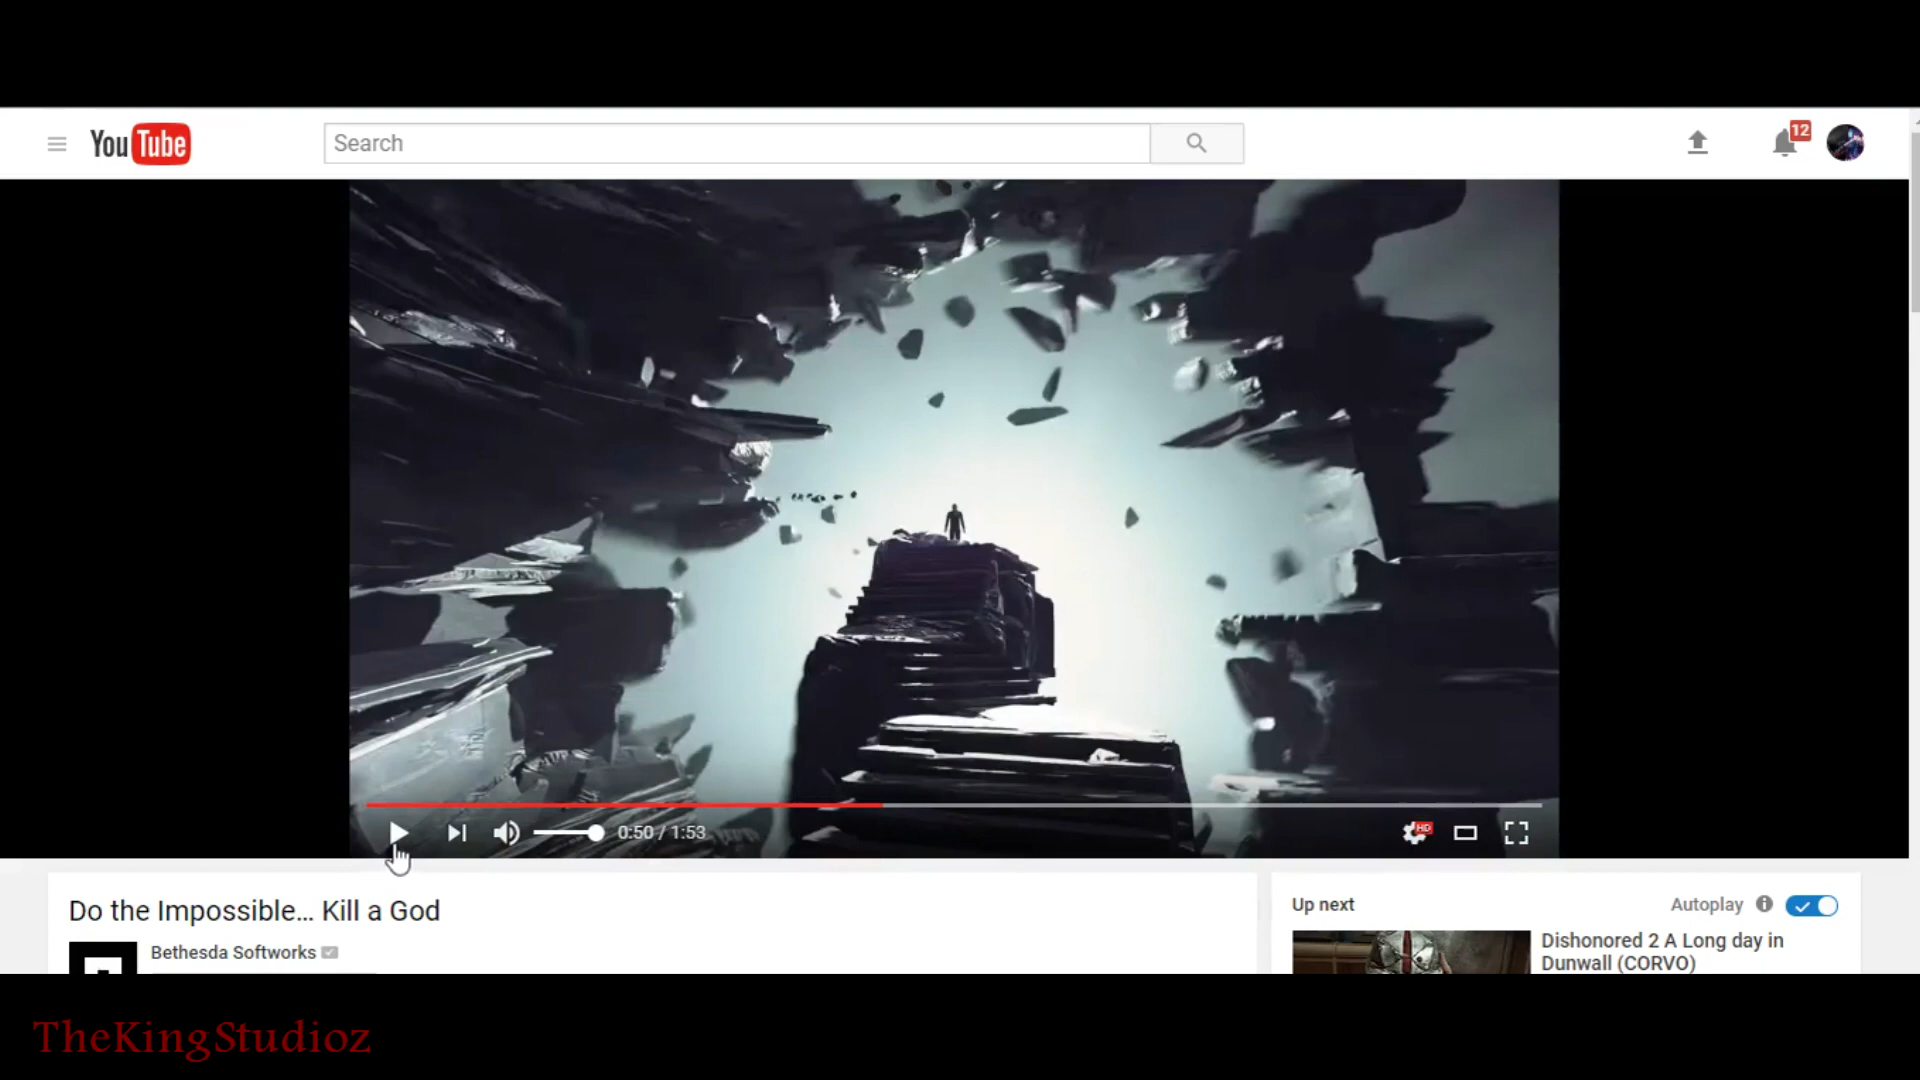 YouTube
Search
12
0:50 / 1:53
HD
Do the Impossible... Kill a God
Bethesda Softworks
Up next
Autoplay
Dishonored 2 A Long day in
Dunwall (CORVO)
TheKingStudioz